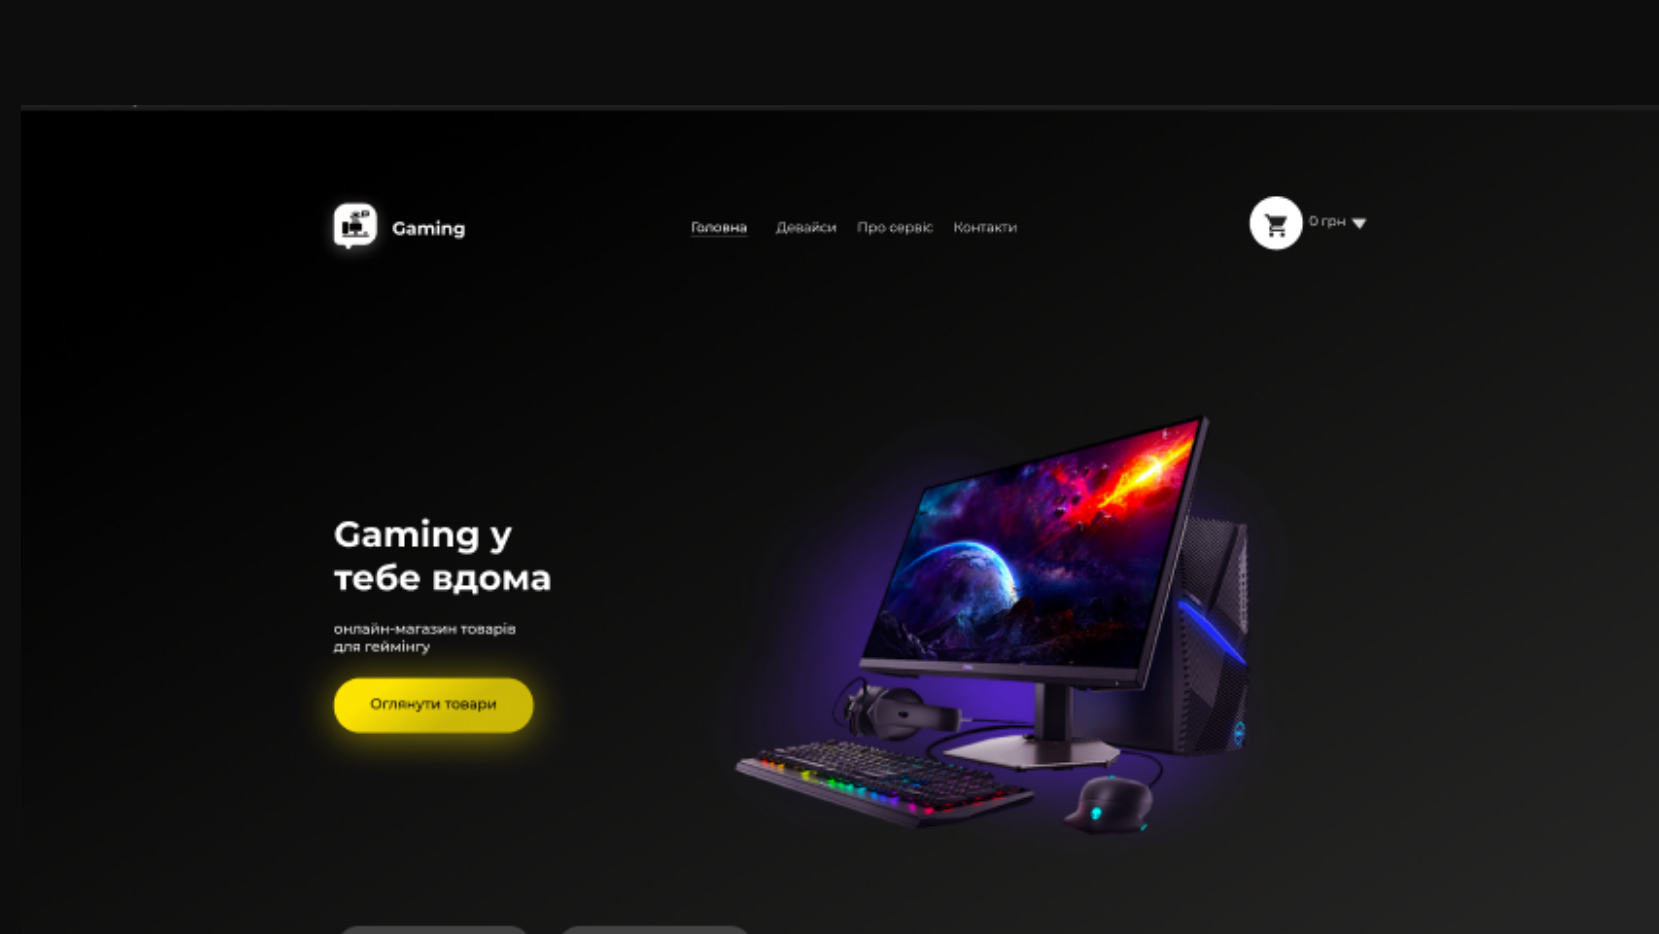 Gaming
Головна Девайси Про сервіс Контакти
0 грн
Gaming у
тебе вдома
онлайн-магазин товарів
для геймінгу
Оглянути товари